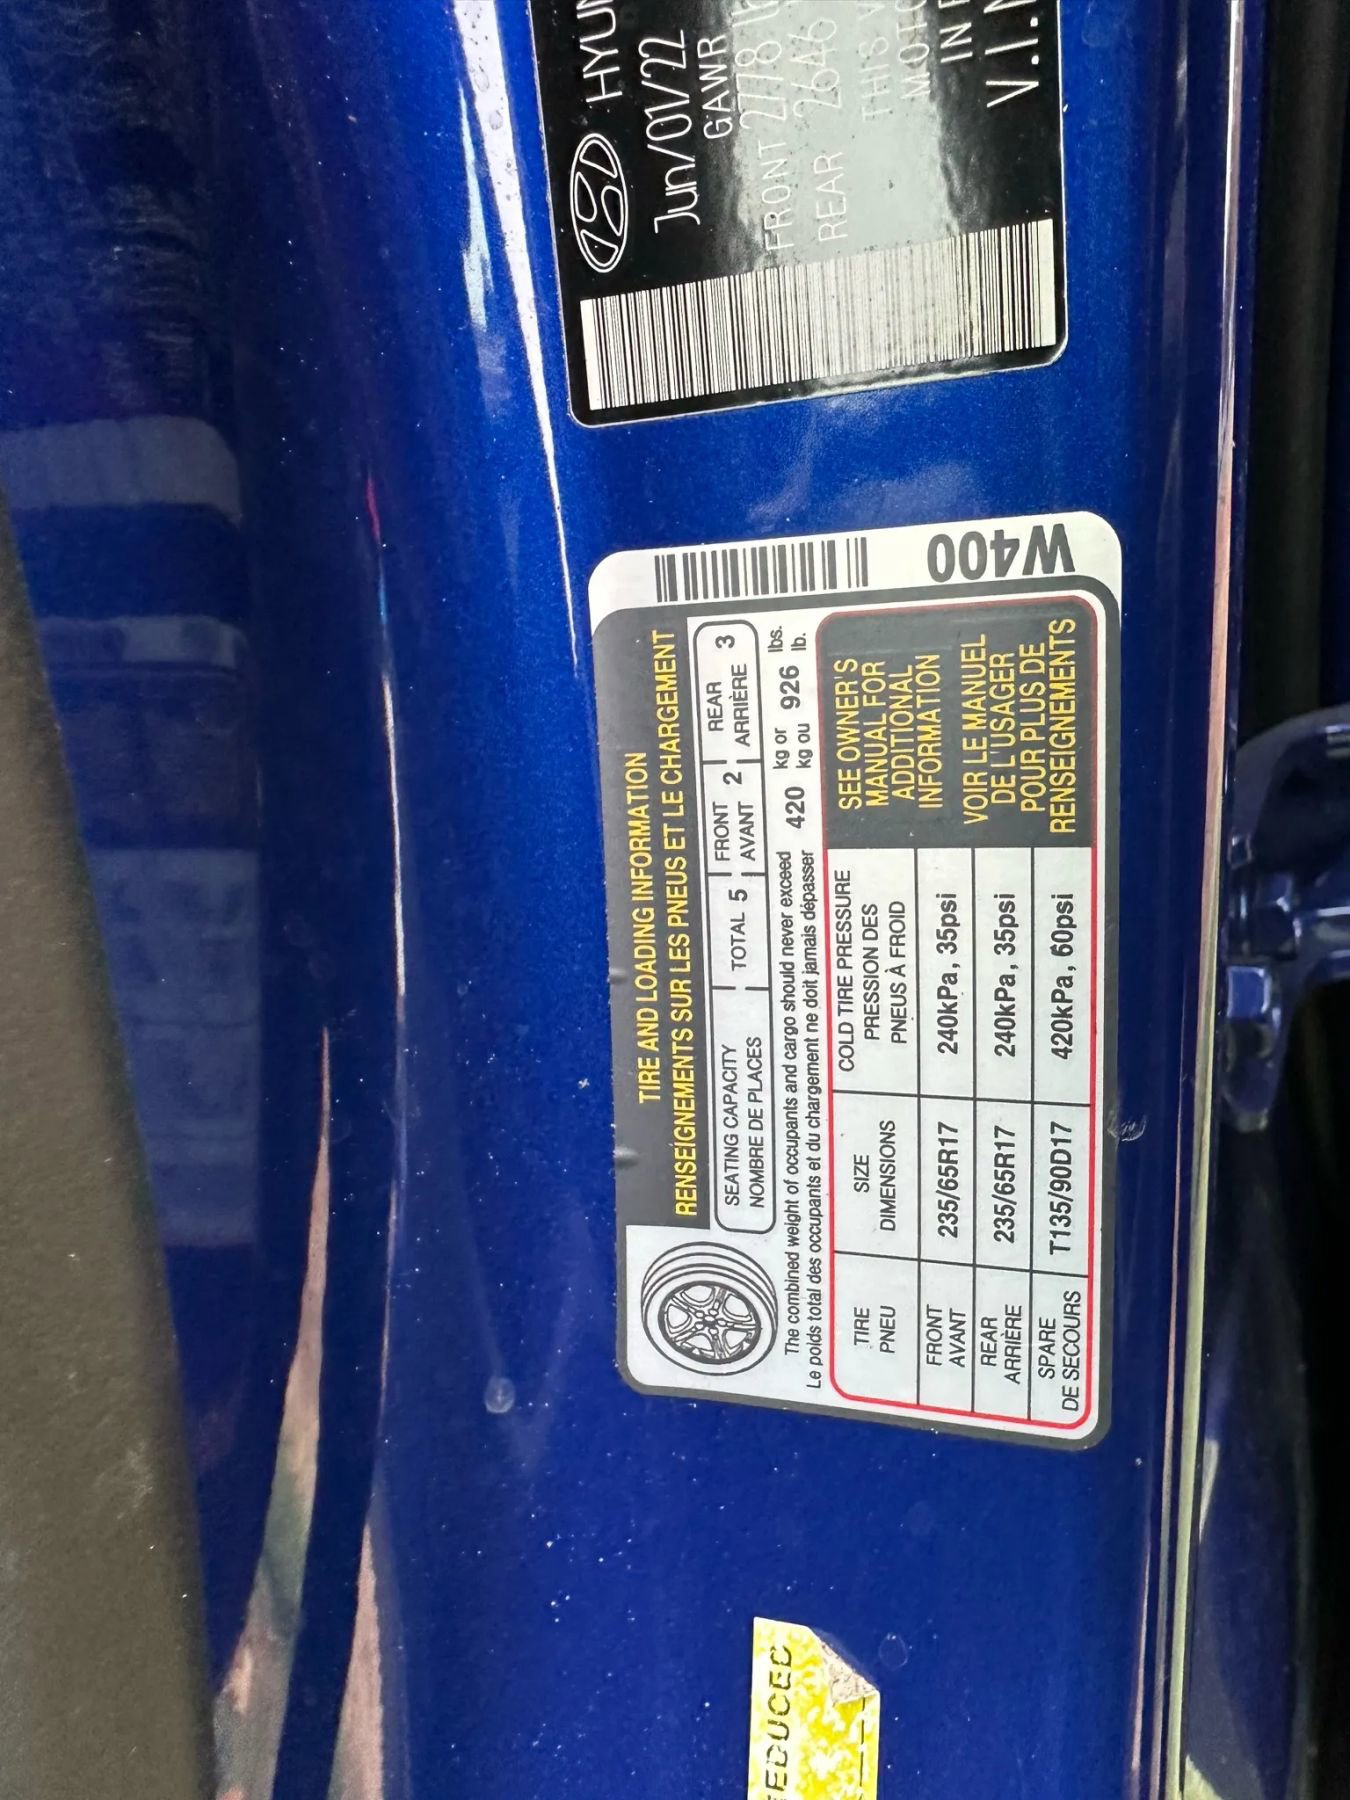 TIRE AND LOADING INFORMATION
RENSEIGNEMENTS SUR LES PNEUS ET LE CHARGEMENT
SEATING CAPACITY TOTAL 5 FRONT 2 REAR 3
NOMBRE DE PLACES AVANT ARRIÈRE
The combined weight of occupants and cargo should never exceed 420 kg or 926 lbs.
Le poids total des occupants et du chargement ne doit jamais dépasser kg ou lb.
TIRE SIZE COLD TIRE PRESSURE
PNEU DIMENSIONS PRESSION DES
PNEUS À FROID
FRONT 235/65R17 240kPa, 35psi
AVANT
REAR 235/65R17 240kPa, 35psi
ARRIÈRE
SPARE T135/90D17 420kPa, 60psi
DE SECOURS
SEE OWNER'S
MANUAL FOR
ADDITIONAL
INFORMATION
VOIR LE MANUEL
DE L'USAGER
POUR PLUS DE
RENSEIGNEMENTS
W400
HYUN
Jun/01/22
GAWR
FRONT 2778
REAR 2646
THIS V
MOTO
IN
V.I.
EDUCED